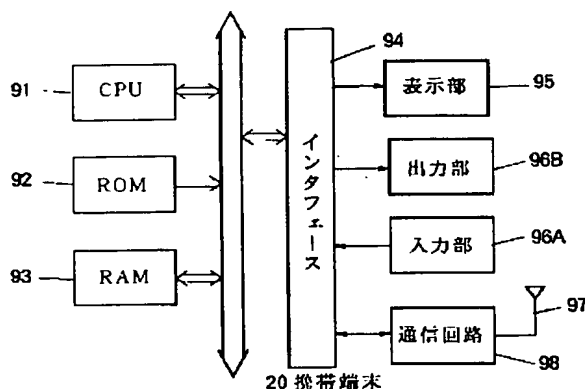 91
CPU
92
ROM
93
RAM
94
インタフェース
表示部
95
出力部
96B
入力部
96A
通信回路
97
98
20 携帯端末